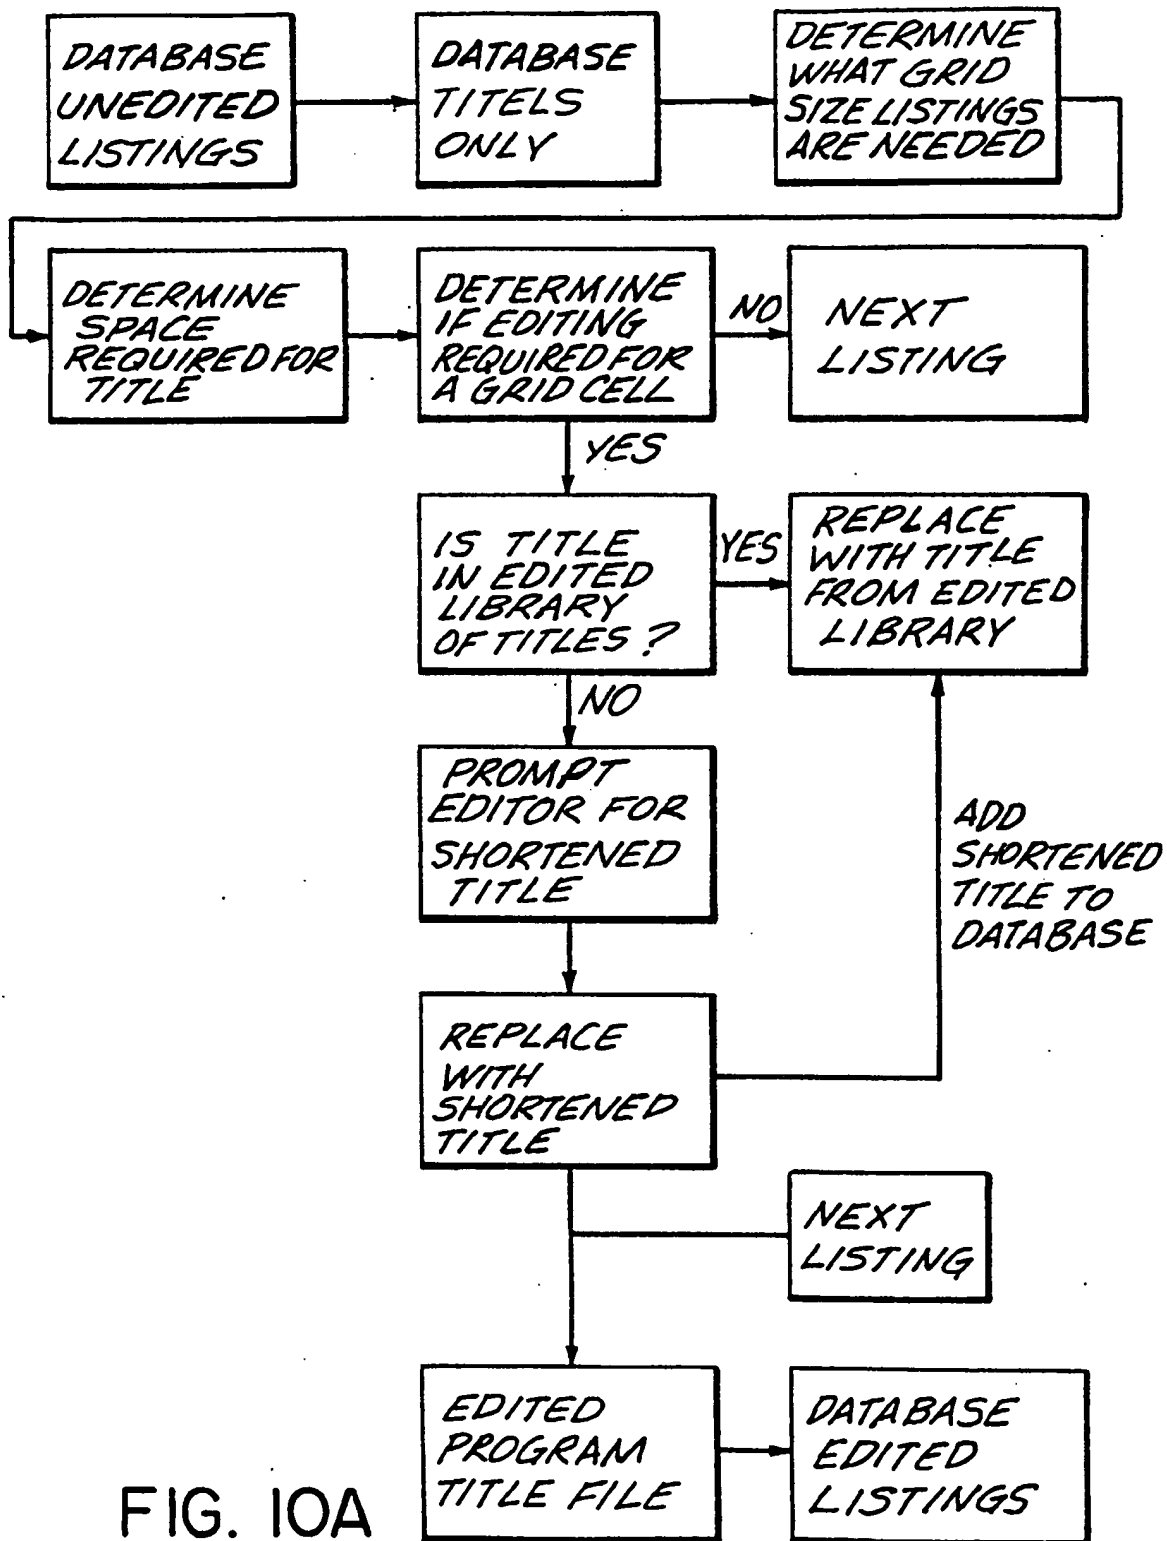 DATABASE
UNEDITED
LISTINGS
DATABASE
TITELS
ONLY
DETERMINE
WHAT GRID
SIZE LISTINGS
ARE NEEDED
DETERMINE
SPACE
REQUIRED FOR
TITLE
DETERMINE
IF EDITING
REQUIRED FOR
A GRID CELL
NO
NEXT
LISTING
YES
IS TITLE
IN EDITED
LIBRARY
OF TITLES?
YES
REPLACE
WITH TITLE
FROM EDITED
LIBRARY
NO
PROMPT
EDITOR FOR
SHORTENED
TITLE
ADD
SHORTENED
TITLE TO
DATABASE
REPLACE
WITH
SHORTENED
TITLE
NEXT
LISTING
EDITED
PROGRAM
TITLE FILE
DATABASE
EDITED
LISTINGS
FIG. 10A